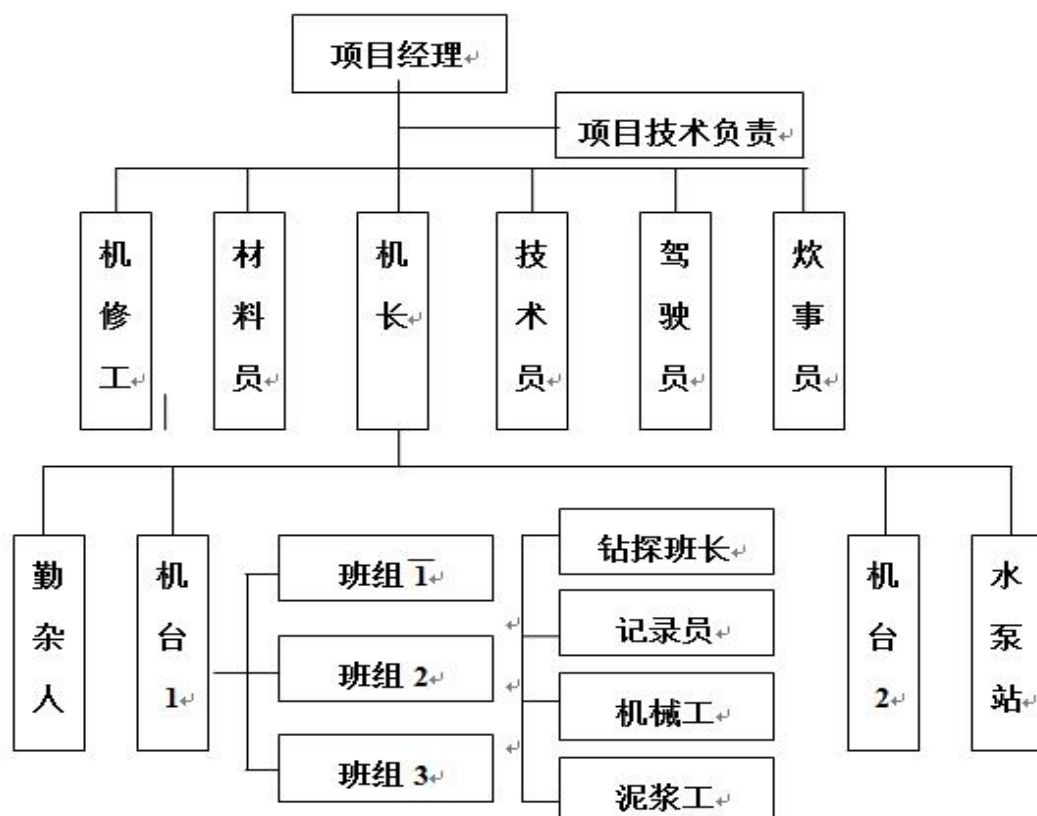 项目经理
项目技术负责
机修工
材料员
机长
技术员
驾驶员
炊事员
勤杂人
机台1
班组 1
班组 2
班组 3
钻探班长
记录员
机械工
泥浆工
机台2
水泵站